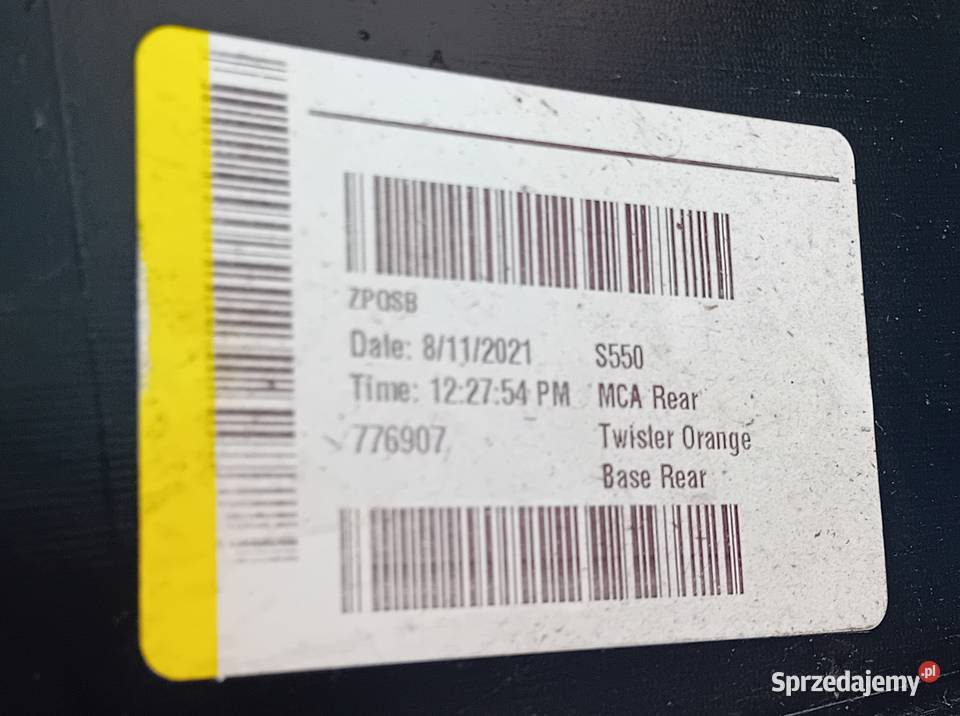 ZPOSB
Date: 8/11/2021
Time: 12:27:54 PM
776907
S550
MCA Rear
Twister Orange
Base Rear
Sprzedajemy.pl